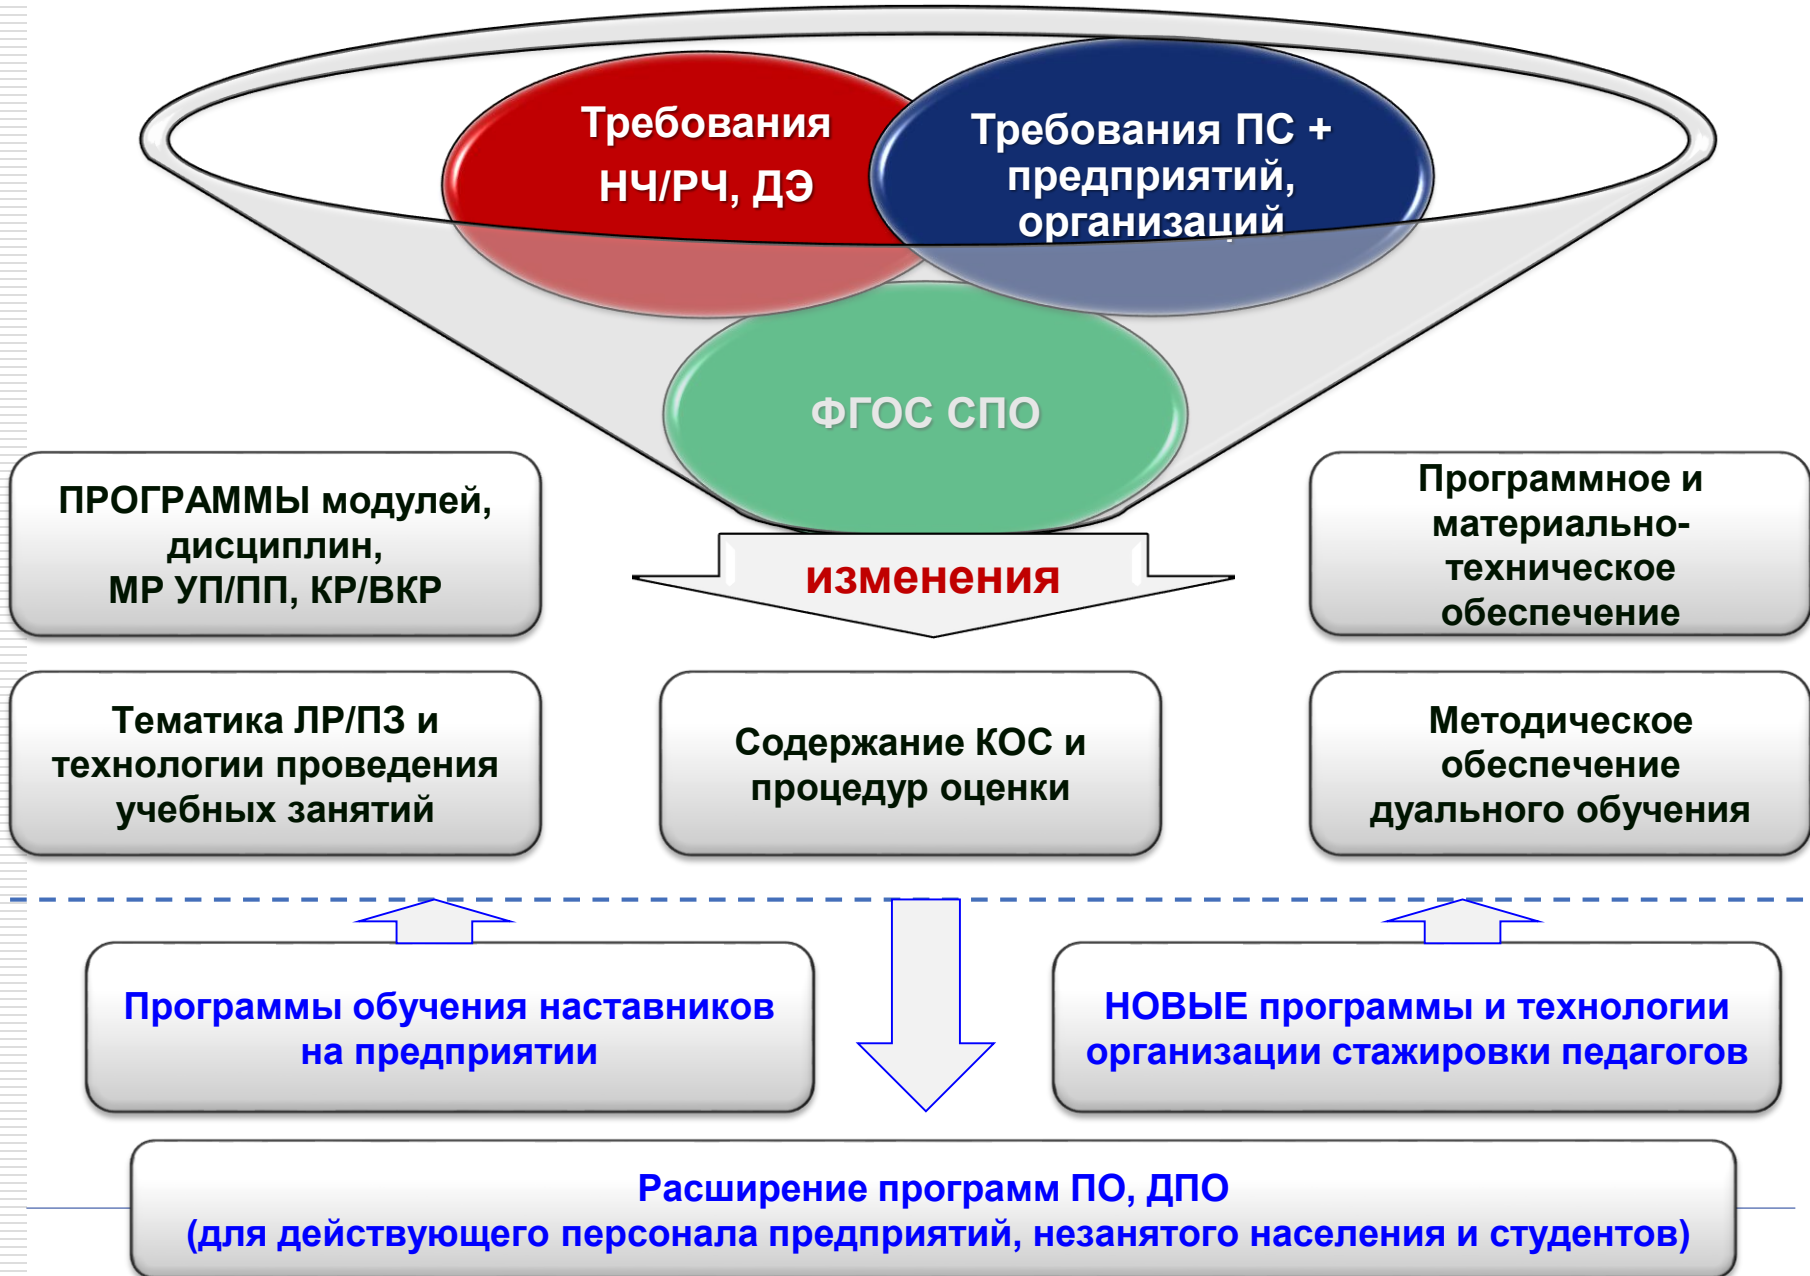 Требования
НЧ/РЧ, ДЭ
Требования ПС +
предприятий,
организаций
ФГОС СПО
изменения
ПРОГРАММЫ модулей,
дисциплин,
МР УП/ПП, КР/ВКР
Программное и
материально-
техническое
обеспечение
Тематика ЛР/ПЗ и
технологии проведения
учебных занятий
Содержание КОС и
процедур оценки
Методическое
обеспечение
дуального обучения
Программы обучения наставников
на предприятии
НОВЫЕ программы и технологии
организации стажировки педагогов
Расширение программ ПО, ДПО
(для действующего персонала предприятий, незанятого населения и студентов)